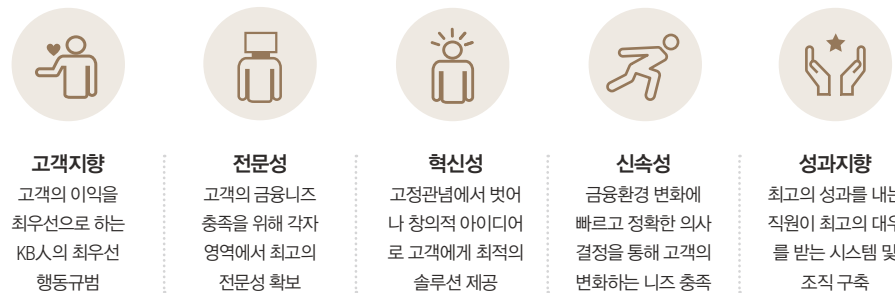 고객지향
고객의 이익을
최우선으로 하는
KB人의 최우선
행동규범
전문성
고객의 금융니즈
충족을 위해 각자
영역에서 최고의
전문성 확보
혁신성
고정관념에서 벗어
나 창의적 아이디어
로 고객에게 최적의
솔루션 제공
신속성
금융환경 변화에
빠르고 정확한 의사
결정을 통해 고객의
변화하는 니즈 충족
성과지향
최고의 성과를 내는
직원이 최고의 대우
를 받는 시스템 및
조직 구축